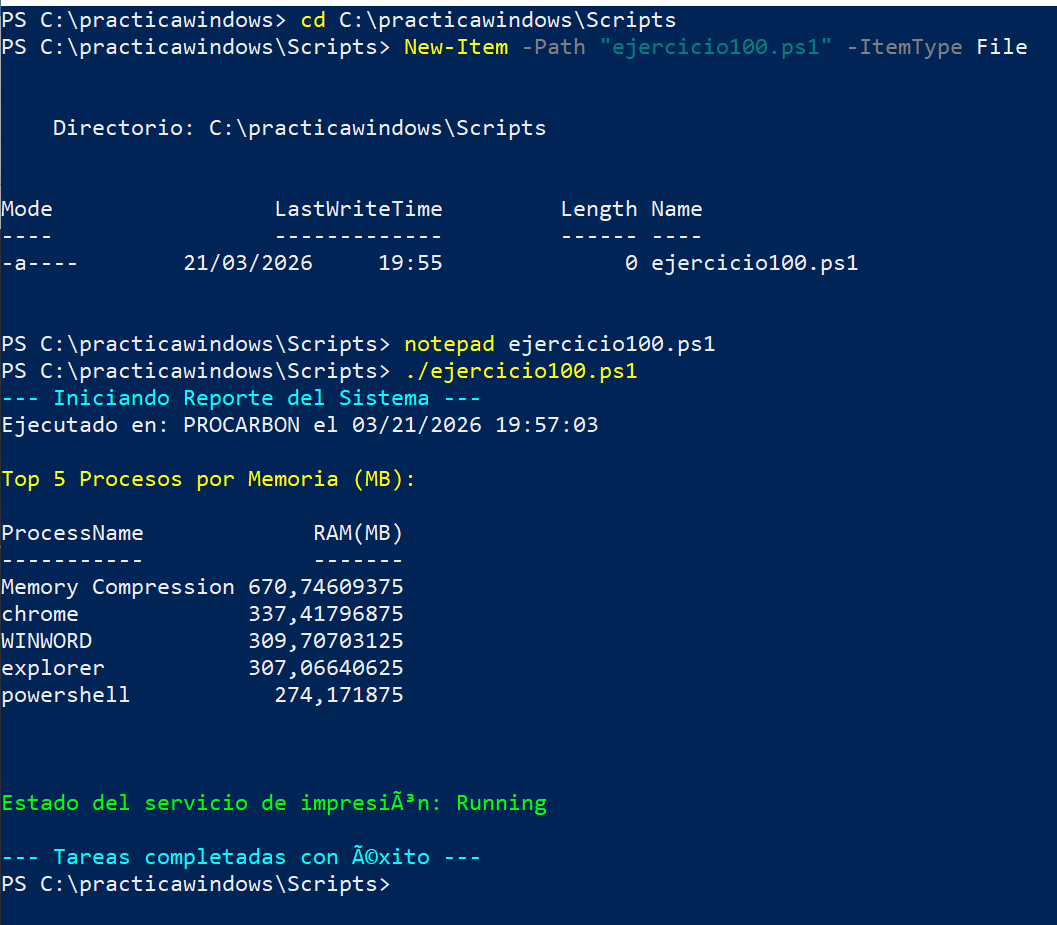 PS C:\practicawindows> cd C:\practicawindows\Scripts
PS C:\practicawindows\Scripts> New-Item -Path "ejercicio100.ps1" -ItemType File
Directorio: C:\practicawindows\Scripts
Mode                     LastWriteTime         Length Name
----                     -------------         ------ ----
-a----        21/03/2026     19:55              0 ejercicio100.ps1
PS C:\practicawindows\Scripts> notepad ejercicio100.ps1
PS C:\practicawindows\Scripts> ./ejercicio100.ps1
--- Iniciando Reporte del Sistema ---
Ejecutado en: PROCARBON el 03/21/2026 19:57:03
Top 5 Procesos por Memoria (MB):
ProcessName             RAM(MB)
-----------             -------
Memory Compression 670,74609375
chrome             337,41796875
WINWORD            309,70703125
explorer           307,06640625
powershell           274,171875
Estado del servicio de impresiÃ³n: Running
--- Tareas completadas con Ã©xito ---
PS C:\practicawindows\Scripts>